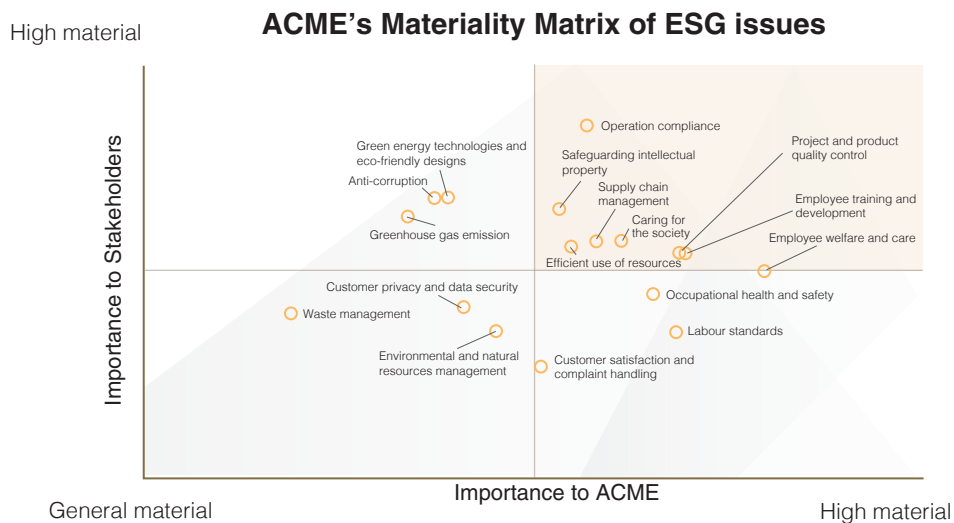 ACME's Materiality Matrix of ESG issues
High material
Importance to Stakeholders
Operation compliance
Project and product
quality control
Green energy technologies and
eco-friendly designs
Safeguarding intellectual
property
Anti-corruption
Supply chain
management
Employee training and
development
Caring for
the society
Greenhouse gas emission
Employee welfare and care
Efficient use of resources
Customer privacy and data security
Occupational health and safety
Waste management
Labour standards
Environmental and natural
resources management
Customer satisfaction and
complaint handling
Importance to ACME
General material
High material